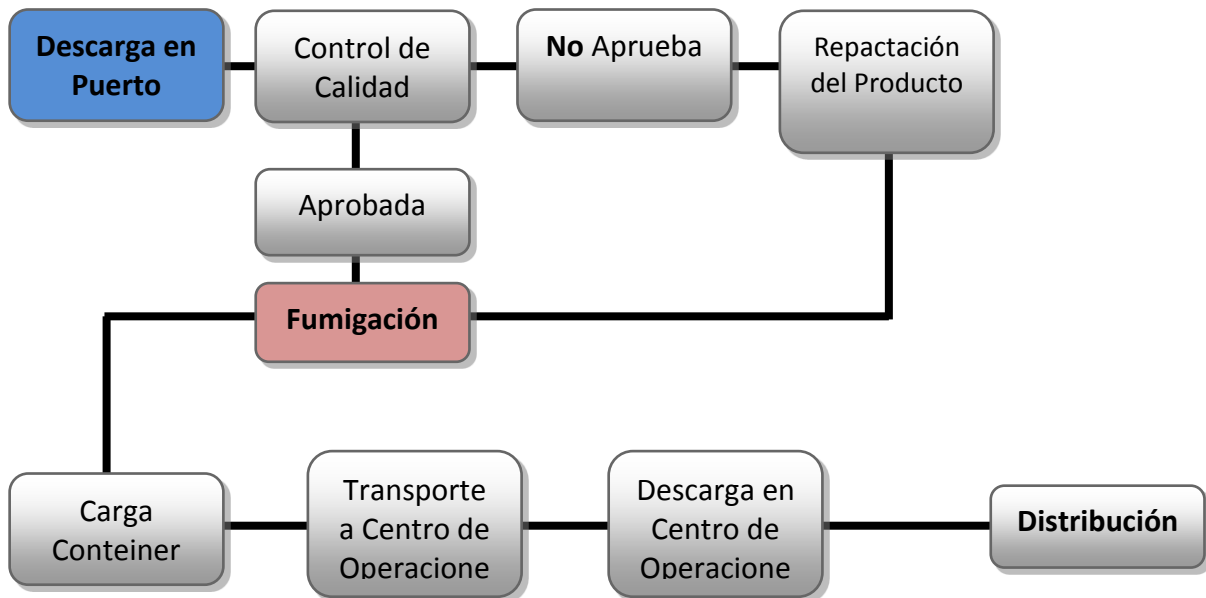 Descarga en
Puerto
Control de
Calidad
No Aprueba
Repactación
del Producto
Aprobada
Fumigación
Carga
Conteiner
Transporte
a Centro de
Operacione
Descarga en
Centro de
Operacione
Distribución